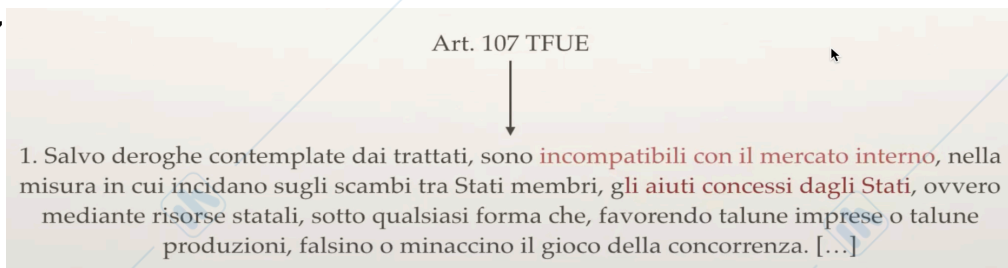 Art. 107 TFUE
1. Salvo deroghe contemplate dai trattati, sono incompatibili con il mercato interno, nella
misura in cui incidano sugli scambi tra Stati membri, gli aiuti concessi dagli Stati, ovvero
mediante risorse statali, sotto qualsiasi forma che, favorendo talune imprese o talune
produzioni, falsino o minaccino il gioco della concorrenza. […]